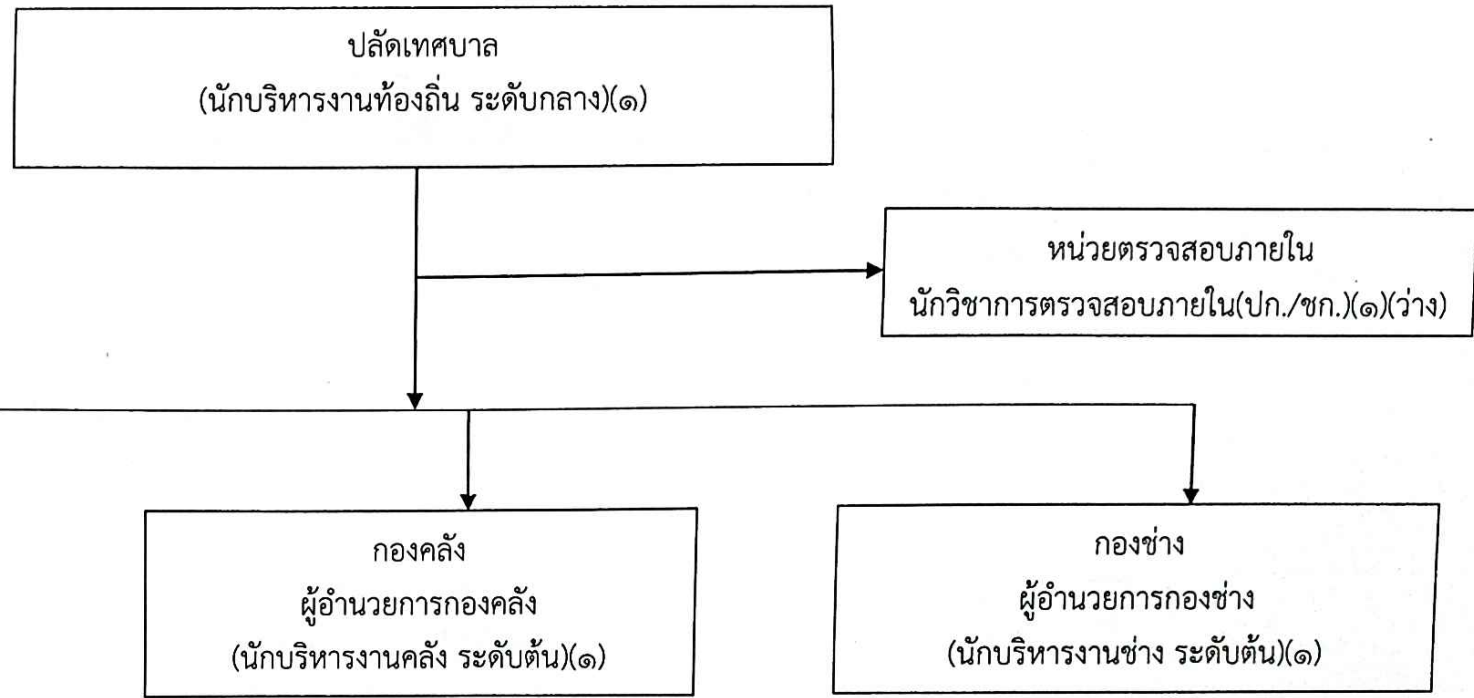 ปลัดเทศบาล
(นักบริหารงานท้องถิ่น ระดับกลาง)(๑)
หน่วยตรวจสอบภายใน
นักวิชาการตรวจสอบภายใน(ปก./ชก.)(๑)(ว่าง)
กองคลัง
ผู้อำนวยการกองคลัง
(นักบริหารงานคลัง ระดับต้น)(๑)
กองช่าง
ผู้อำนวยการกองช่าง
(นักบริหารงานช่าง ระดับต้น)(๑)